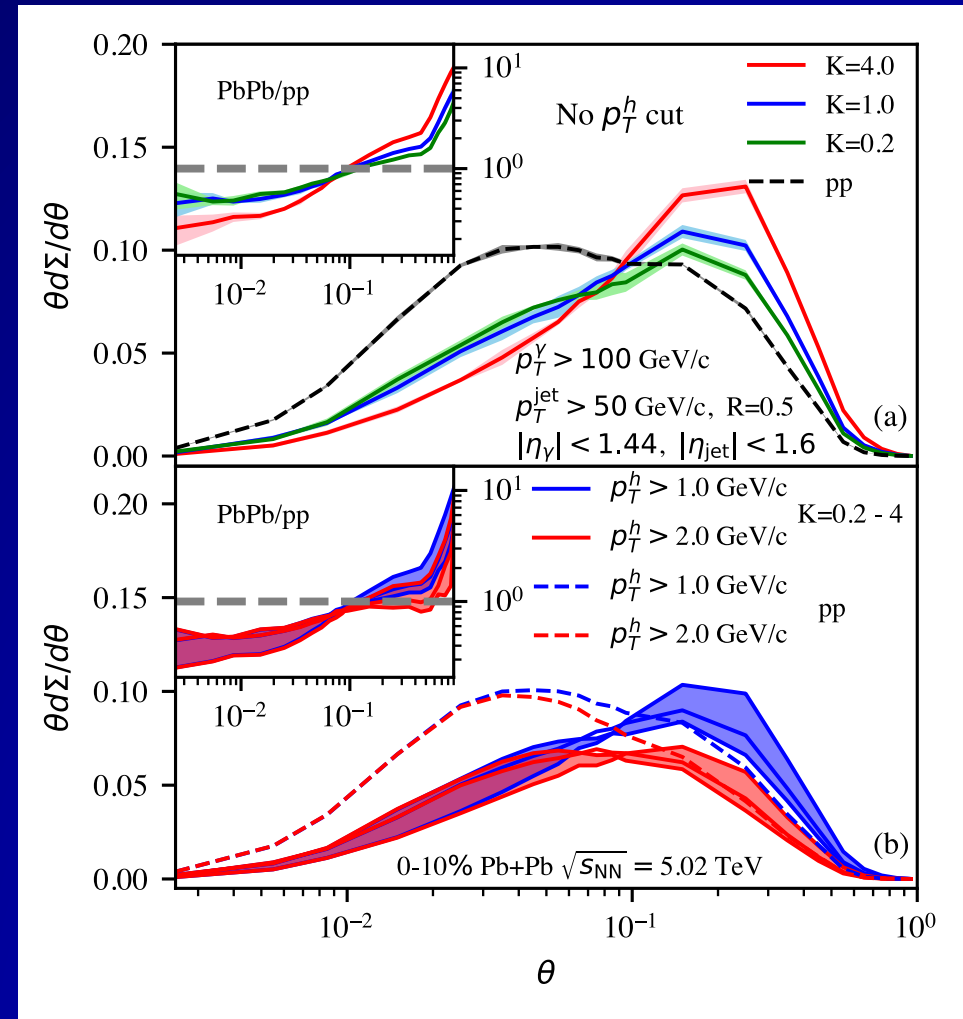 0.20
0.15
0.10
0.05
0.00
θdΣ/dθ
PbPb/pp
10¹
10⁰
10⁻² 10⁻¹
No p_T^h cut
K=4.0
K=1.0
K=0.2
pp
p_T^γ > 100 GeV/c
p_T^jet > 50 GeV/c, R=0.5
|η_γ| < 1.44, |η_jet| < 1.6
(a)
0.20
0.15
0.10
0.05
0.00
θdΣ/dθ
PbPb/pp
10¹
10⁰
10⁻² 10⁻¹
p_T^h > 1.0 GeV/c
p_T^h > 2.0 GeV/c
p_T^h > 1.0 GeV/c
p_T^h > 2.0 GeV/c
K=0.2 - 4
pp
(b)
0-10% Pb+Pb √s_NN = 5.02 TeV
10⁻² 10⁻¹ 10⁰
θ